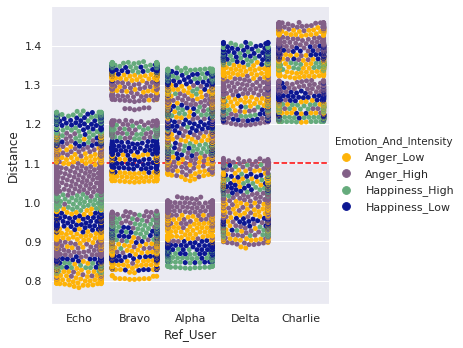 1.4
1.3
1.2
1.1
1.0
0.9
0.8
Distance
Echo Bravo Alpha Delta Charlie
Ref_User
Emotion_And_Intensity
Anger_Low
Anger_High
Happiness_High
Happiness_Low